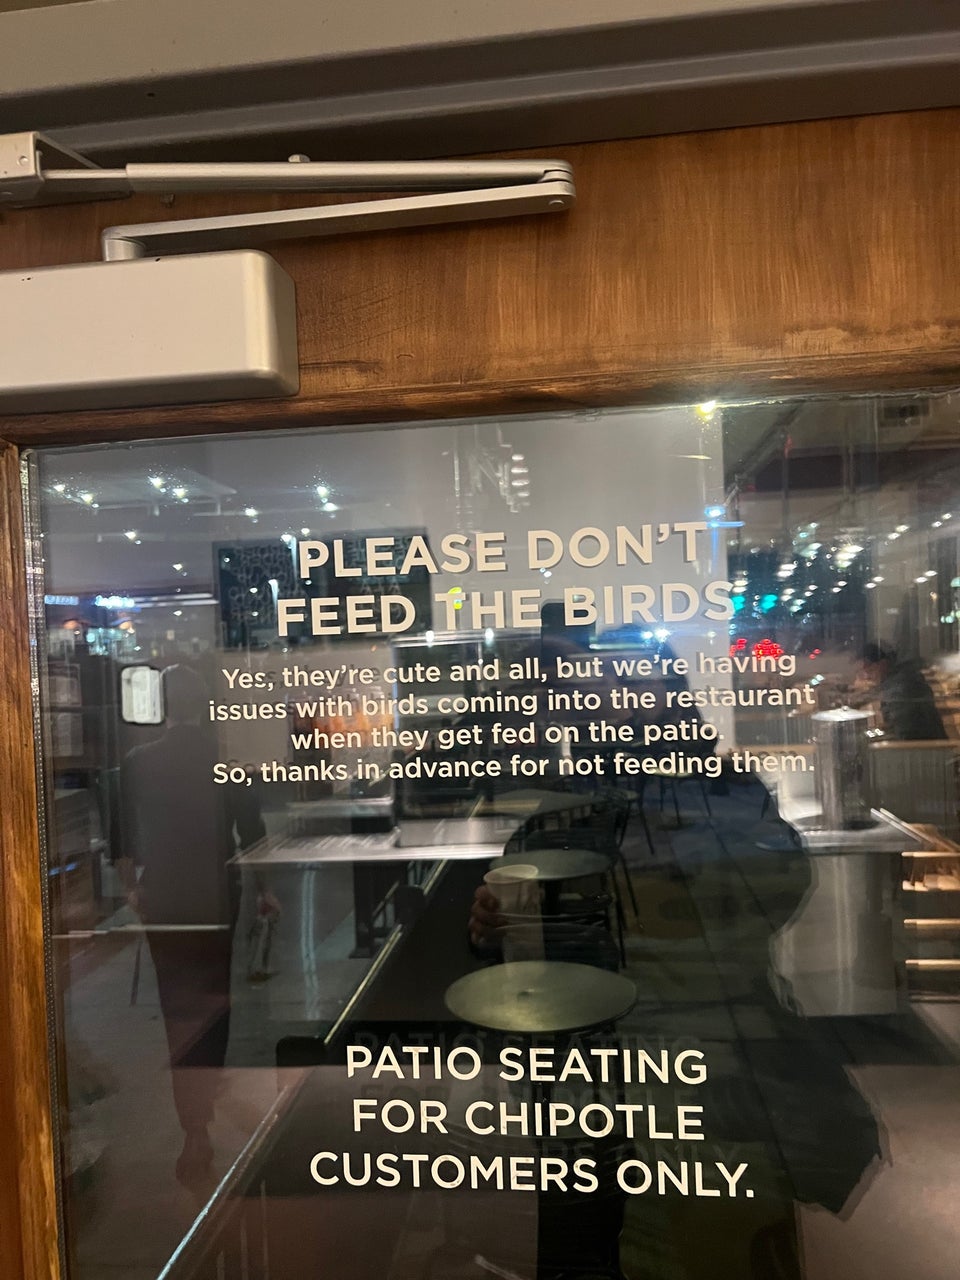 PLEASE DON'T
FEED THE BIRDS
Yes, they're cute and all, but we're having
issues with birds coming into the restaurant
when they get fed on the patio.
So, thanks in advance for not feeding them.
PATIO SEATING
FOR CHIPOTLE
CUSTOMERS ONLY.